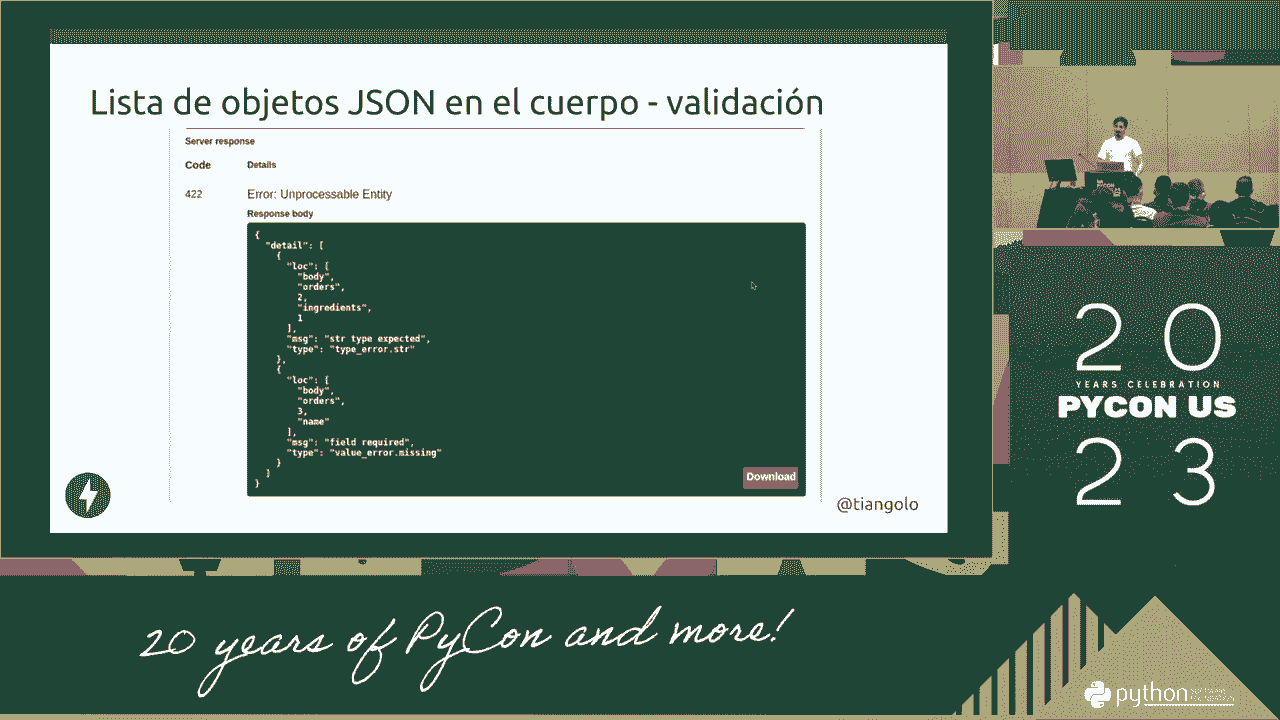 Lista de objetos JSON en el cuerpo - validación
Server response
Code Details
422 Error: Unprocessable Entity
Response body
{
"detail": [
{
"loc": [
"body",
"orders",
2,
"ingredients",
1
],
"msg": "str type expected",
"type": "type_error.str"
},
{
"loc": [
"body",
"orders",
3,
"name"
],
"msg": "field required",
"type": "value_error.missing"
}
]
}
Download
@tiangolo
20
YEARS CELEBRATION
PYCON US
23
20 years of PyCon and more!
python